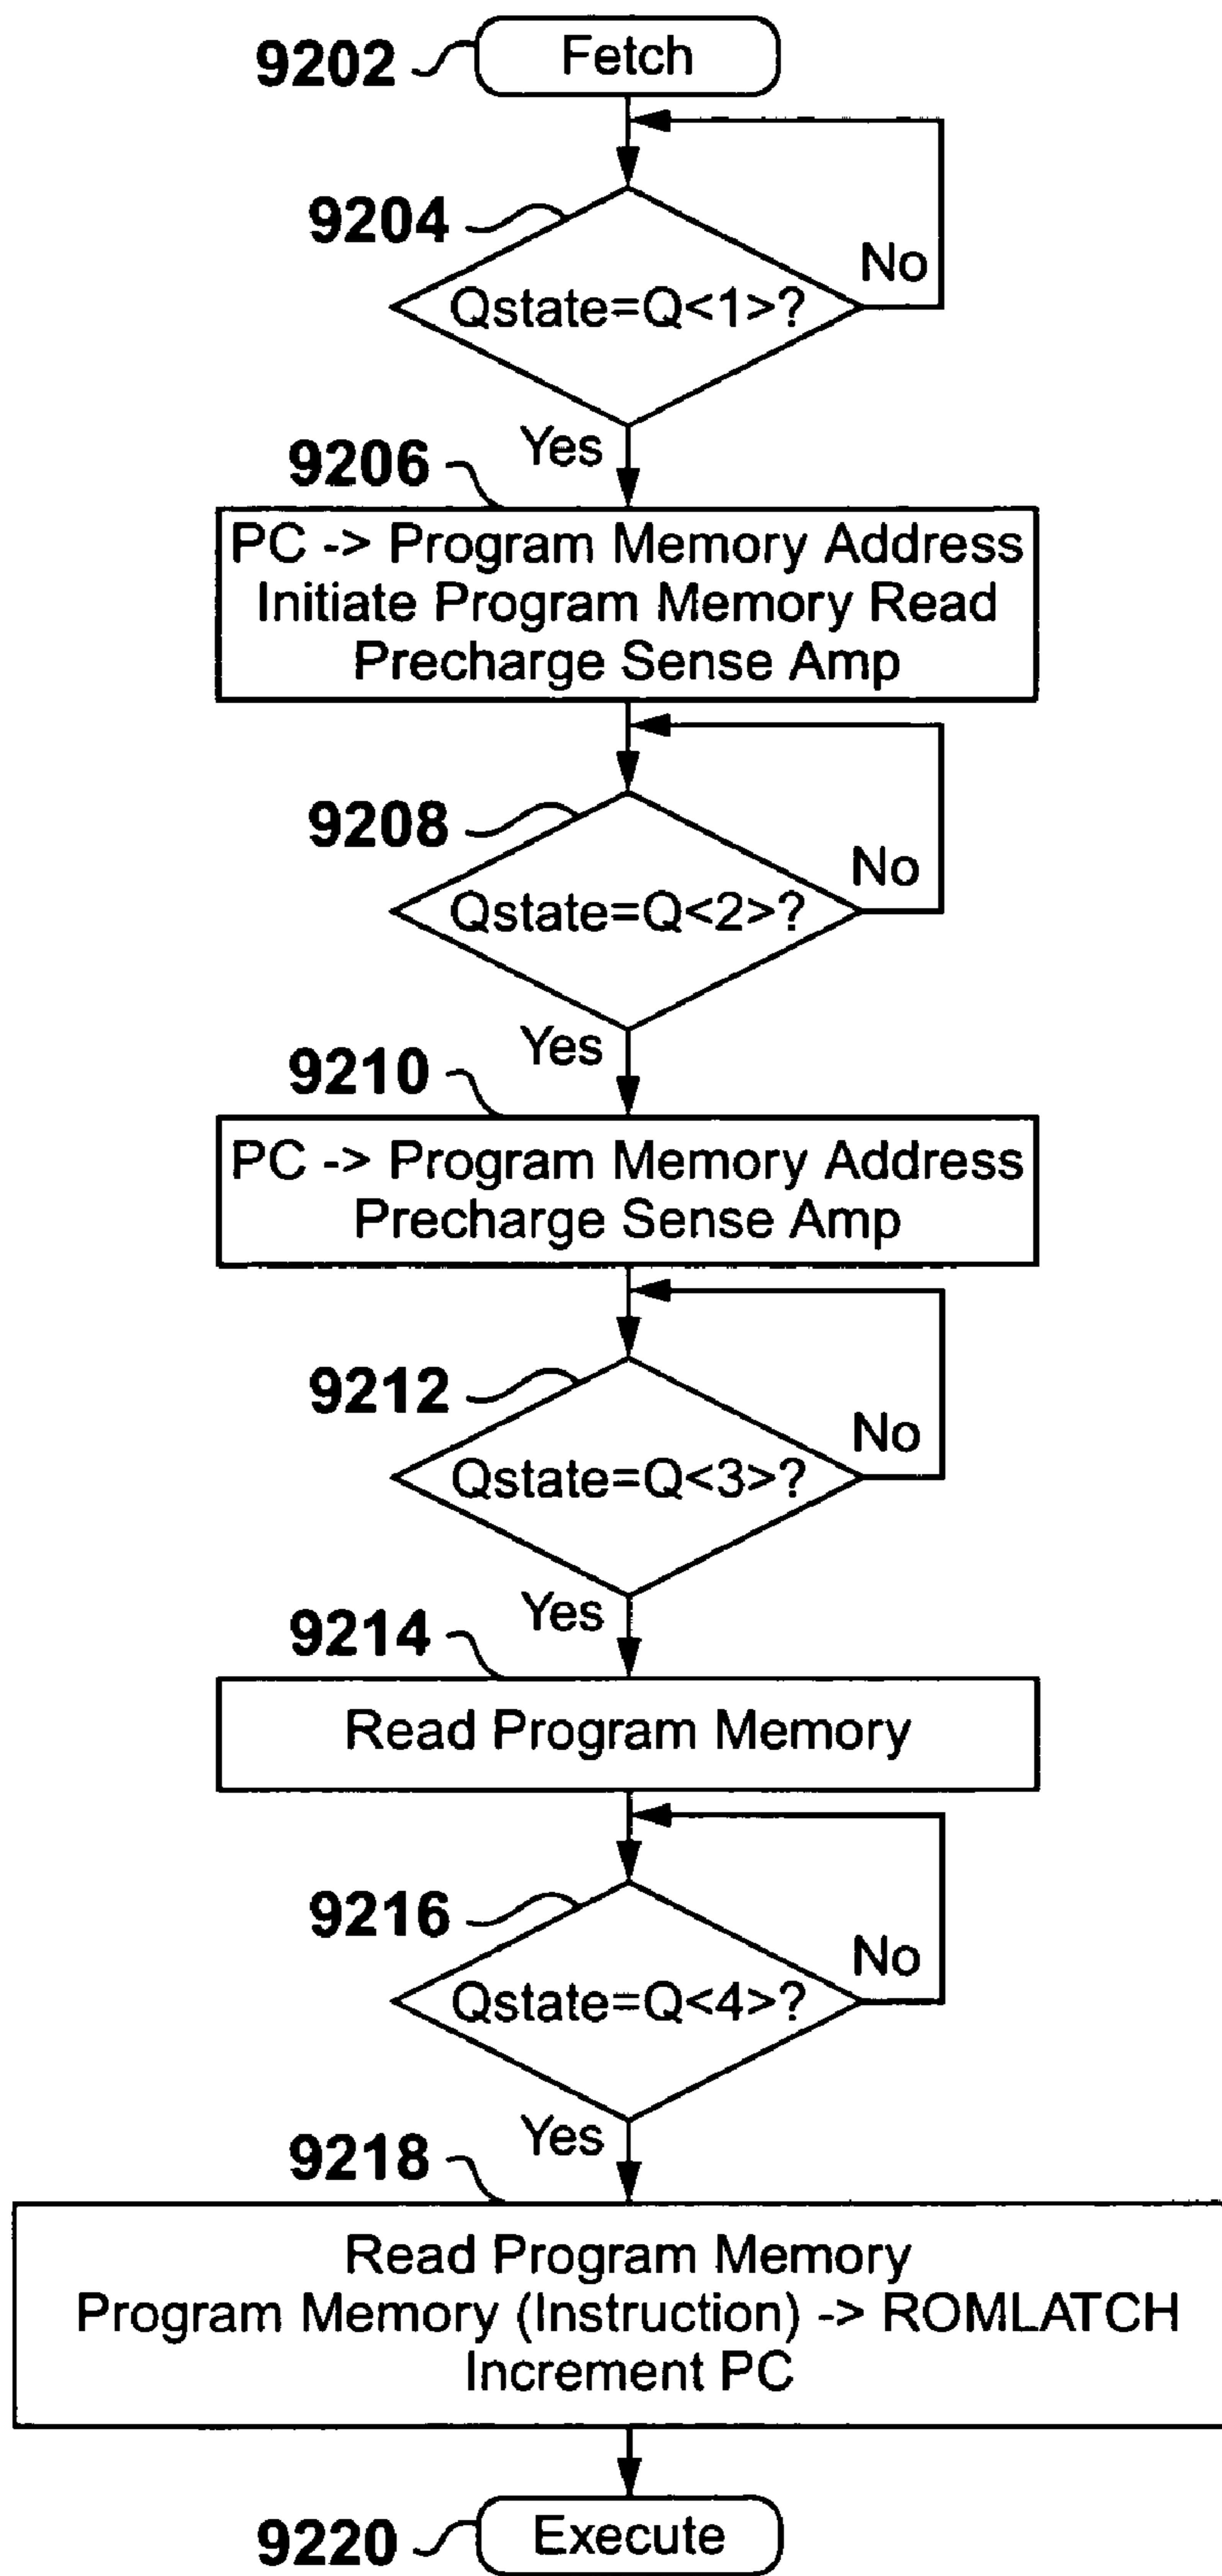 9202 Fetch
9204
No
Qstate=Q<1>?
Yes
9206
PC -> Program Memory Address
Initiate Program Memory Read
Precharge Sense Amp
9208
No
Qstate=Q<2>?
Yes
9210
PC -> Program Memory Address
Precharge Sense Amp
9212
No
Qstate=Q<3>?
Yes
9214
Read Program Memory
9216
No
Qstate=Q<4>?
Yes
9218
Read Program Memory
Program Memory (Instruction) -> ROMLATCH
Increment PC
9220 Execute